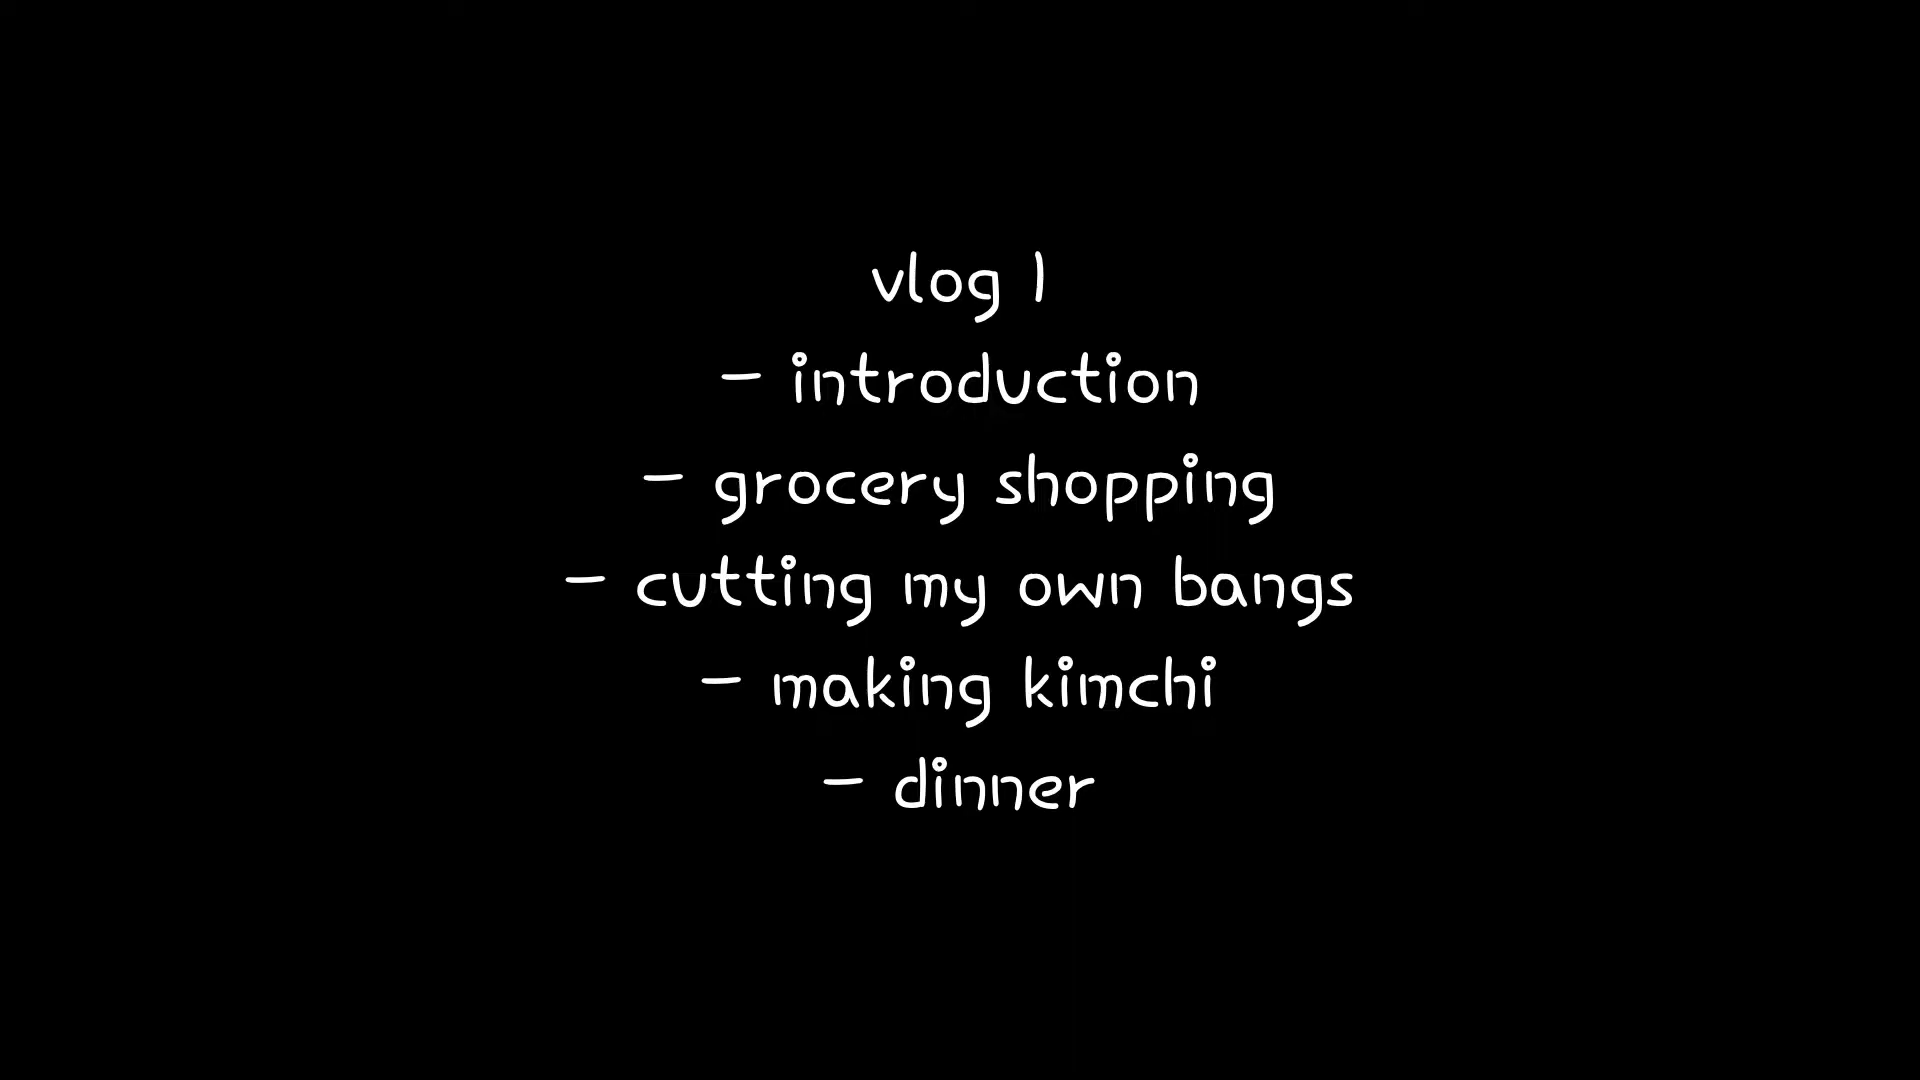 vlog 1
- introduction
- grocery shopping
- cutting my own bangs
- making kimchi
- dinner